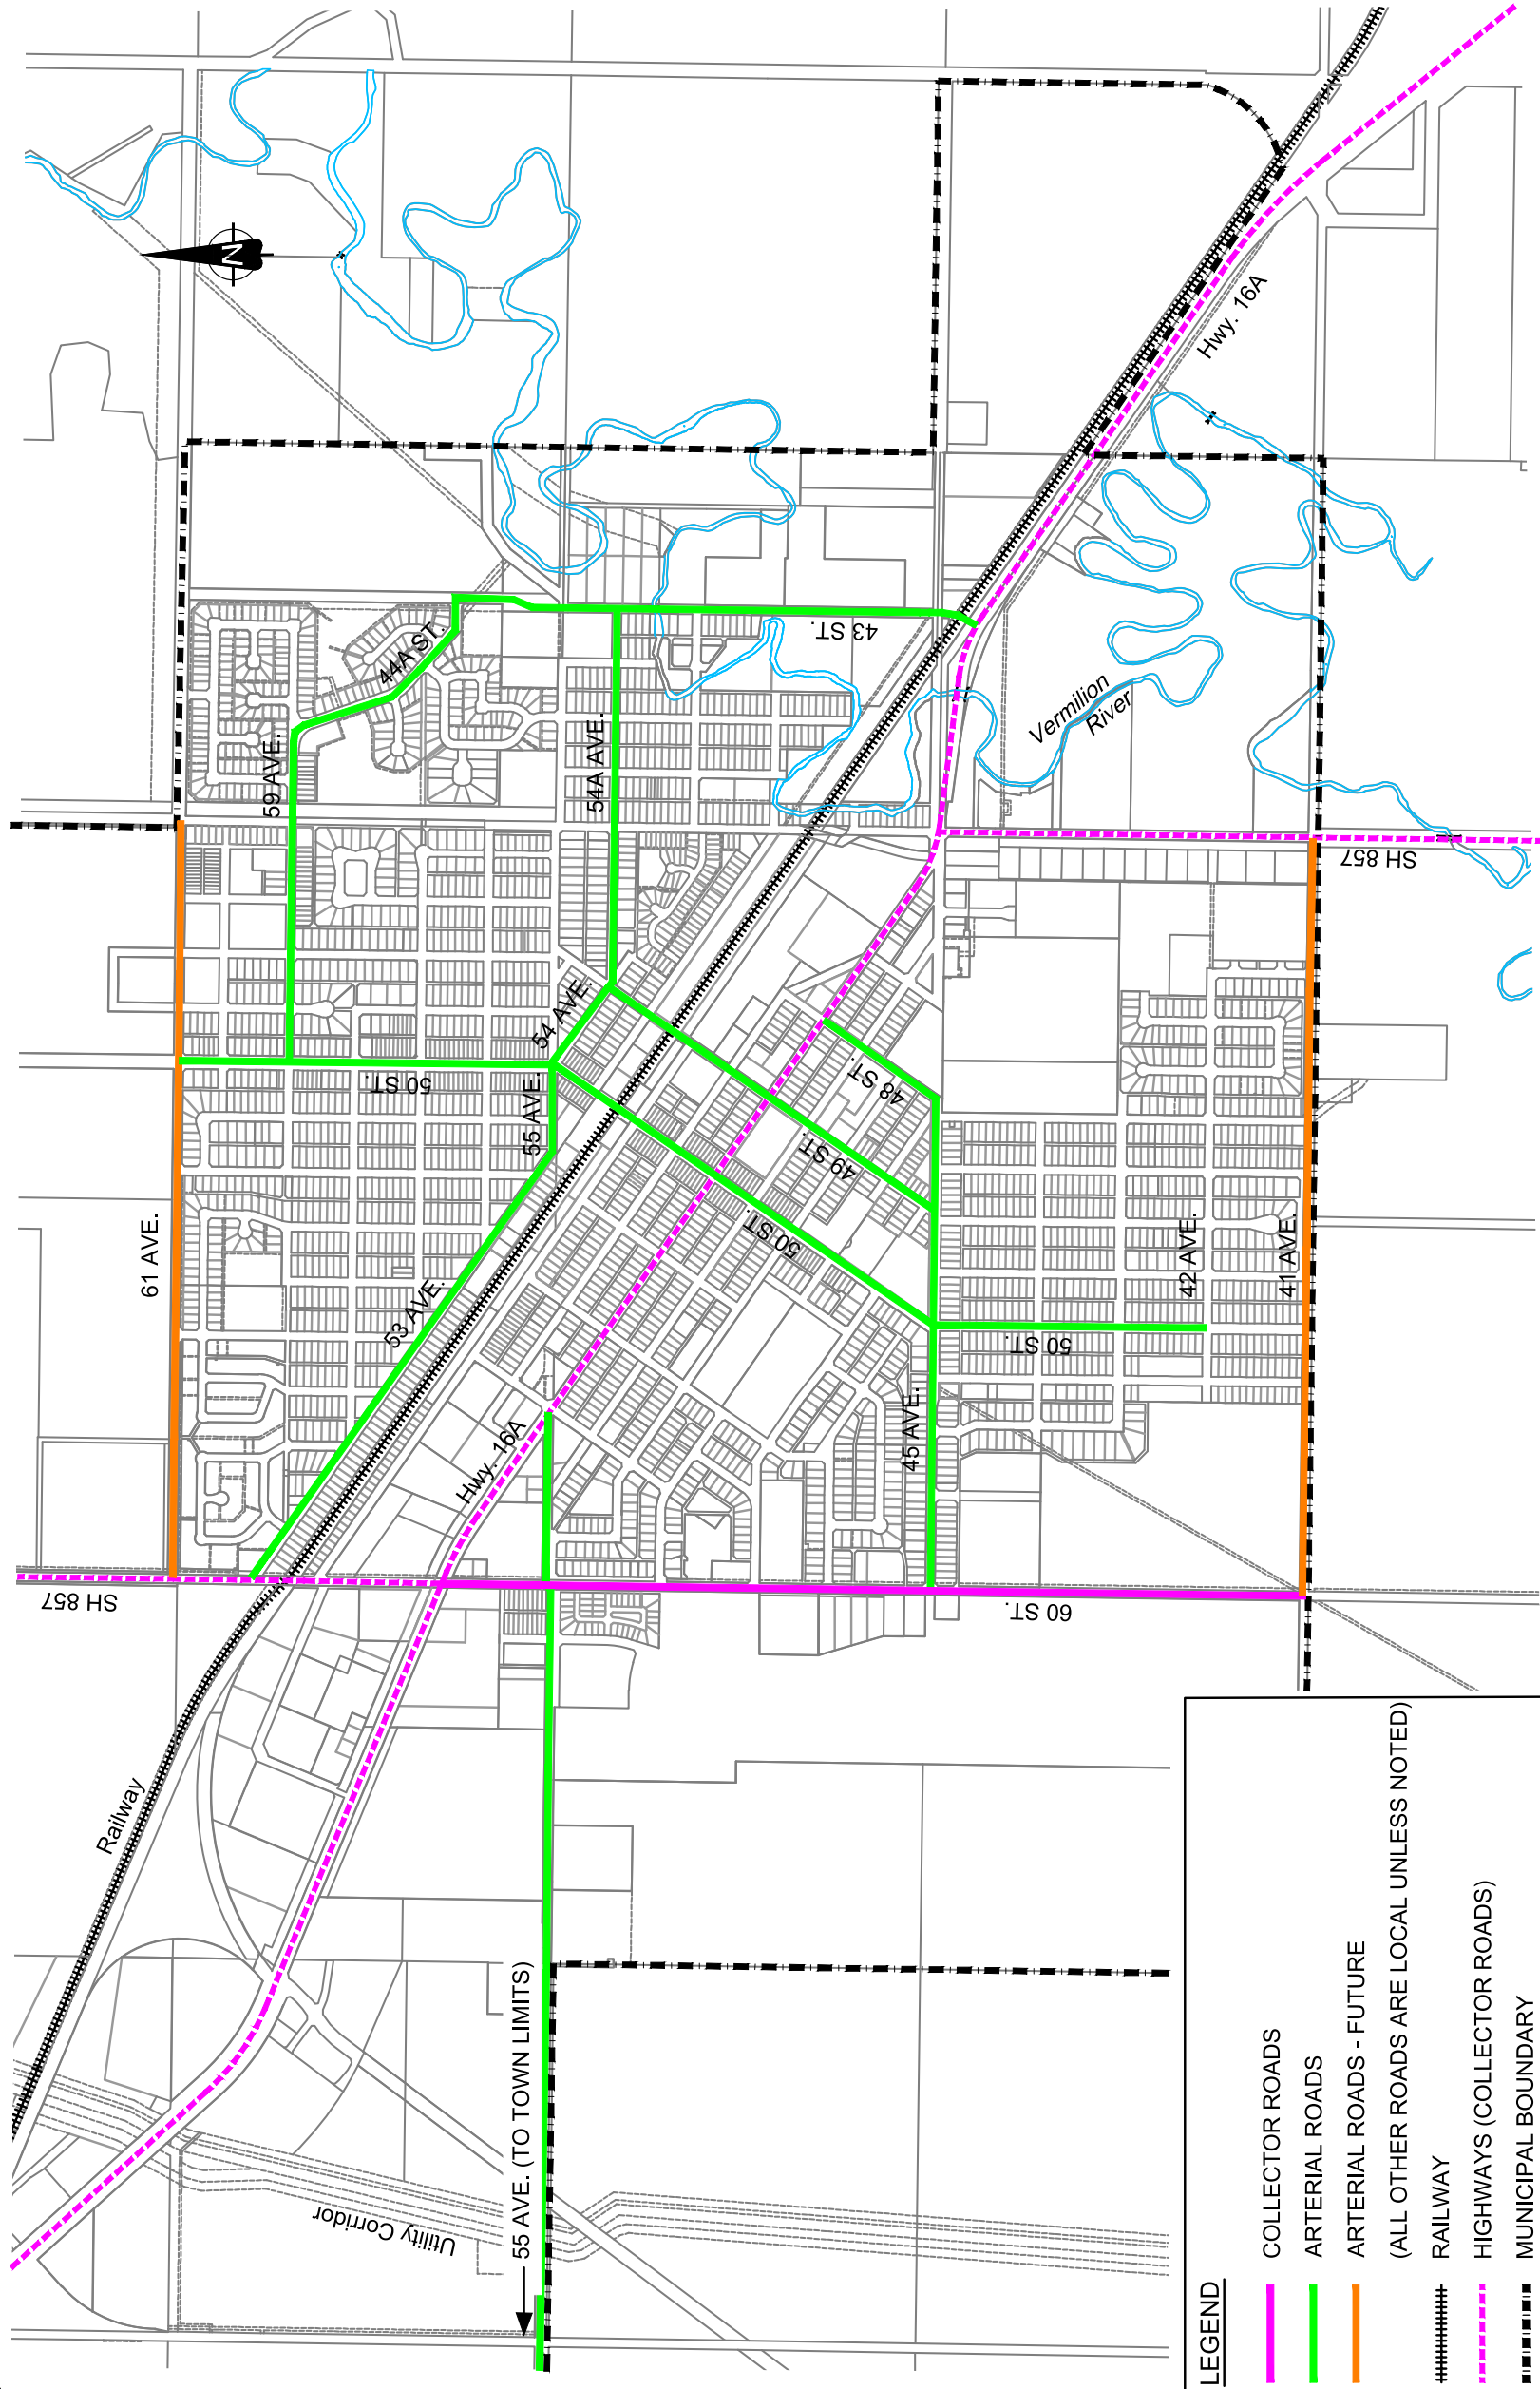 N
Hwy. 16A
43 ST.
44A ST.
59 AVE.
54A AVE.
Vermilion
River
SH 857
54 AVE.
50 ST.
55 AVE.
48 ST.
49 ST.
50 ST.
61 AVE.
53 AVE.
42 AVE.
41 AVE.
50 ST.
45 AVE.
Hwy. 16A
SH 857
60 ST.
Railway
55 AVE. (TO TOWN LIMITS)
Utility Corridor
LEGEND
COLLECTOR ROADS
ARTERIAL ROADS
ARTERIAL ROADS - FUTURE
(ALL OTHER ROADS ARE LOCAL UNLESS NOTED)
RAILWAY
HIGHWAYS (COLLECTOR ROADS)
MUNICIPAL BOUNDARY